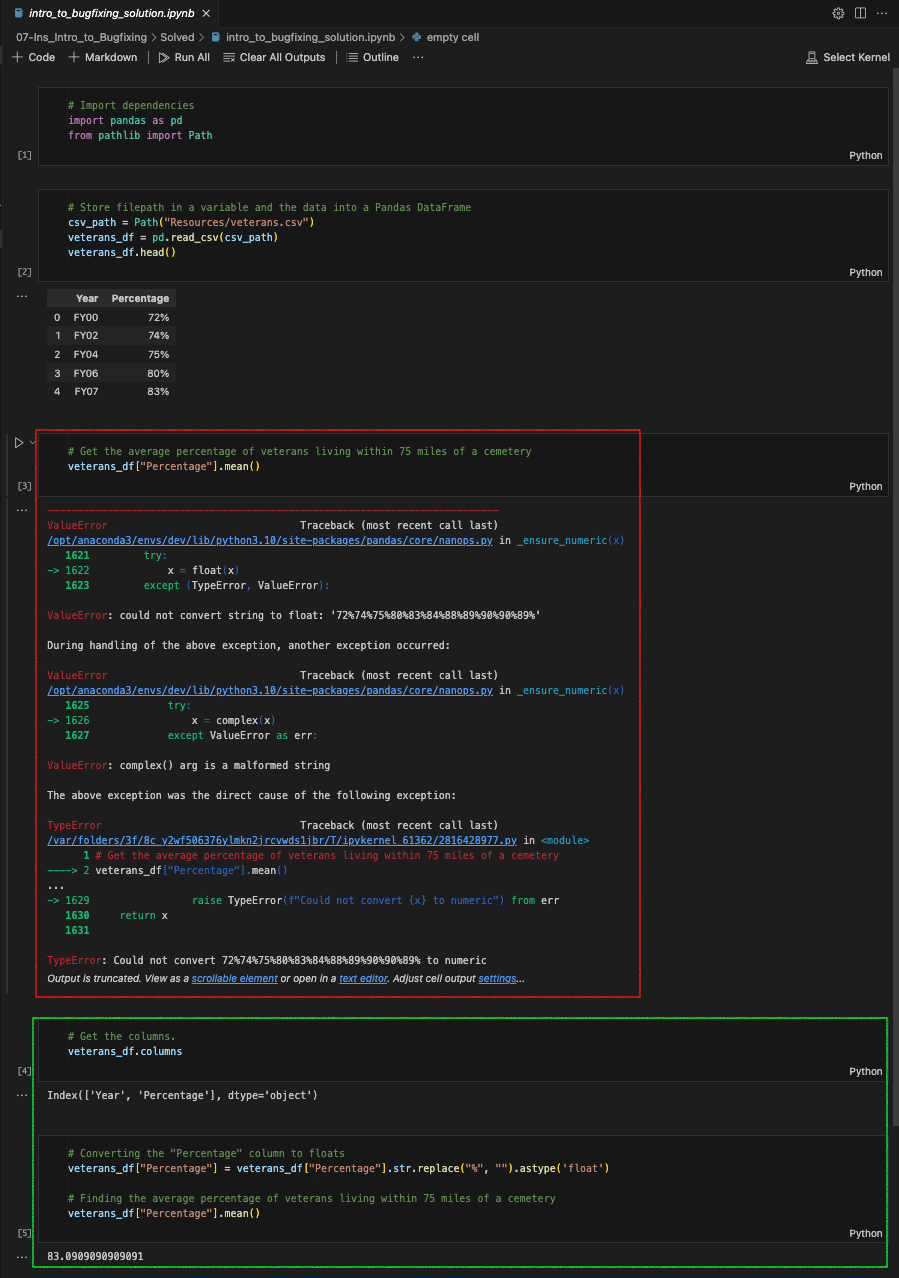 intro_to_bugfixing_solution.ipynb
07-Ins_Intro_to_Bugfixing > Solved > intro_to_bugfixing_solution.ipynb > empty cell
+ Code + Markdown Run All Clear All Outputs Outline ... Select Kernel
# Import dependencies
import pandas as pd
from pathlib import Path
[1] Python
# Store filepath in a variable and the data into a Pandas DataFrame
csv_path = Path("Resources/veterans.csv")
veterans_df = pd.read_csv(csv_path)
veterans_df.head()
[2] Python
...
Year Percentage
0 FY00 72%
1 FY02 74%
2 FY04 75%
3 FY06 80%
4 FY07 83%
# Get the average percentage of veterans living within 75 miles of a cemetery
veterans_df["Percentage"].mean()
[3] Python
...
---------------------------------------------------------------------------
ValueError Traceback (most recent call last)
/opt/anaconda3/envs/dev/lib/python3.10/site-packages/pandas/core/nanops.py in _ensure_numeric(x)
1621 try:
-> 1622 x = float(x)
1623 except (TypeError, ValueError):
ValueError: could not convert string to float: '72%74%75%80%83%84%88%89%90%90%89%'
During handling of the above exception, another exception occurred:
ValueError Traceback (most recent call last)
/opt/anaconda3/envs/dev/lib/python3.10/site-packages/pandas/core/nanops.py in _ensure_numeric(x)
1625 try:
-> 1626 x = complex(x)
1627 except ValueError as err:
ValueError: complex() arg is a malformed string
The above exception was the direct cause of the following exception:
TypeError Traceback (most recent call last)
/var/folders/3f/8c_y2wf506376ylmkn2jrcvwds1jbr/T/ipykernel_61362/2816428977.py in <module>
1 # Get the average percentage of veterans living within 75 miles of a cemetery
----> 2 veterans_df["Percentage"].mean()
...
-> 1629 raise TypeError(f"Could not convert {x} to numeric") from err
1630 return x
1631
TypeError: Could not convert 72%74%75%80%83%84%88%89%90%90%89% to numeric
Output is truncated. View as a scrollable element or open in a text editor. Adjust cell output settings...
# Get the columns.
veterans_df.columns
[4] Python
...
Index(['Year', 'Percentage'], dtype='object')
# Converting the "Percentage" column to floats
veterans_df["Percentage"] = veterans_df["Percentage"].str.replace("%", "").astype('float')
# Finding the average percentage of veterans living within 75 miles of a cemetery
veterans_df["Percentage"].mean()
[5] Python
...
83.0909090909091